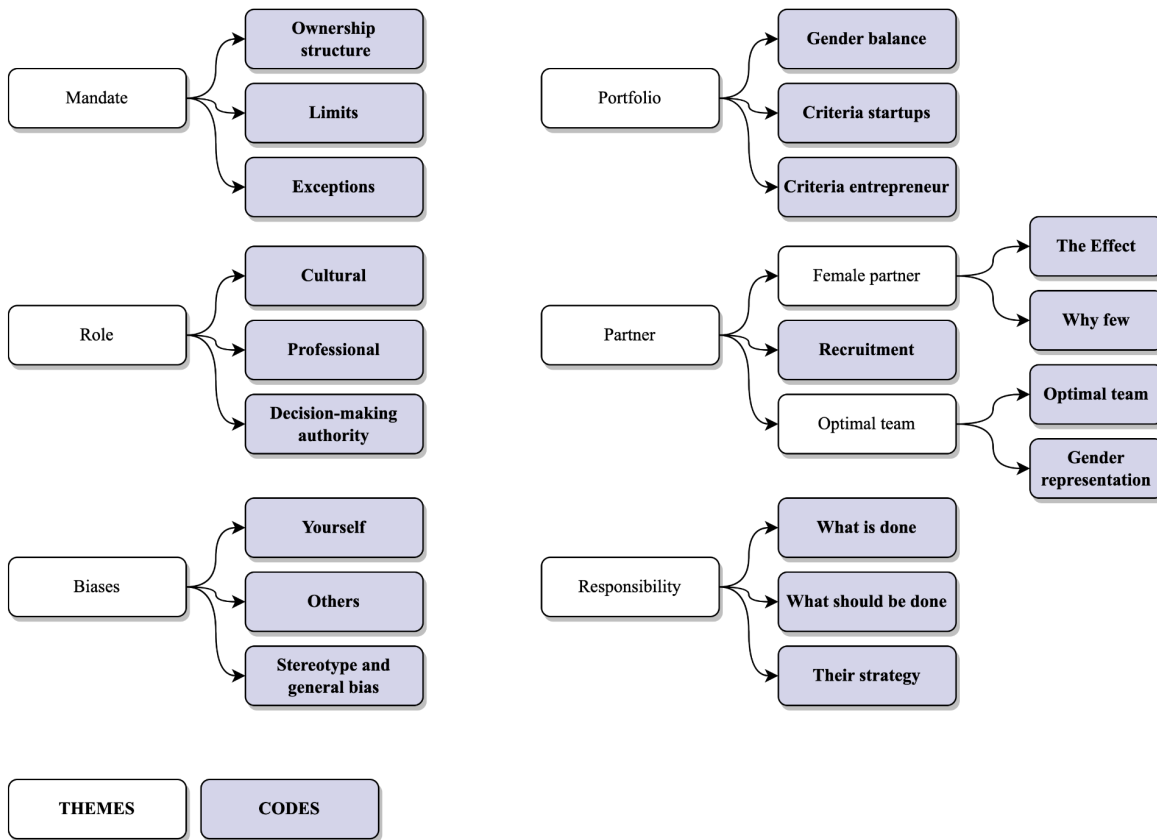 Mandate
Ownership
structure
Limits
Exceptions
Role
Cultural
Professional
Decision-making
authority
Biases
Yourself
Others
Stereotype and
general bias
Portfolio
Gender balance
Criteria startups
Criteria entrepreneur
Partner
Female partner
The Effect
Why few
Recruitment
Optimal team
Optimal team
Gender
representation
Responsibility
What is done
What should be done
Their strategy
THEMES
CODES